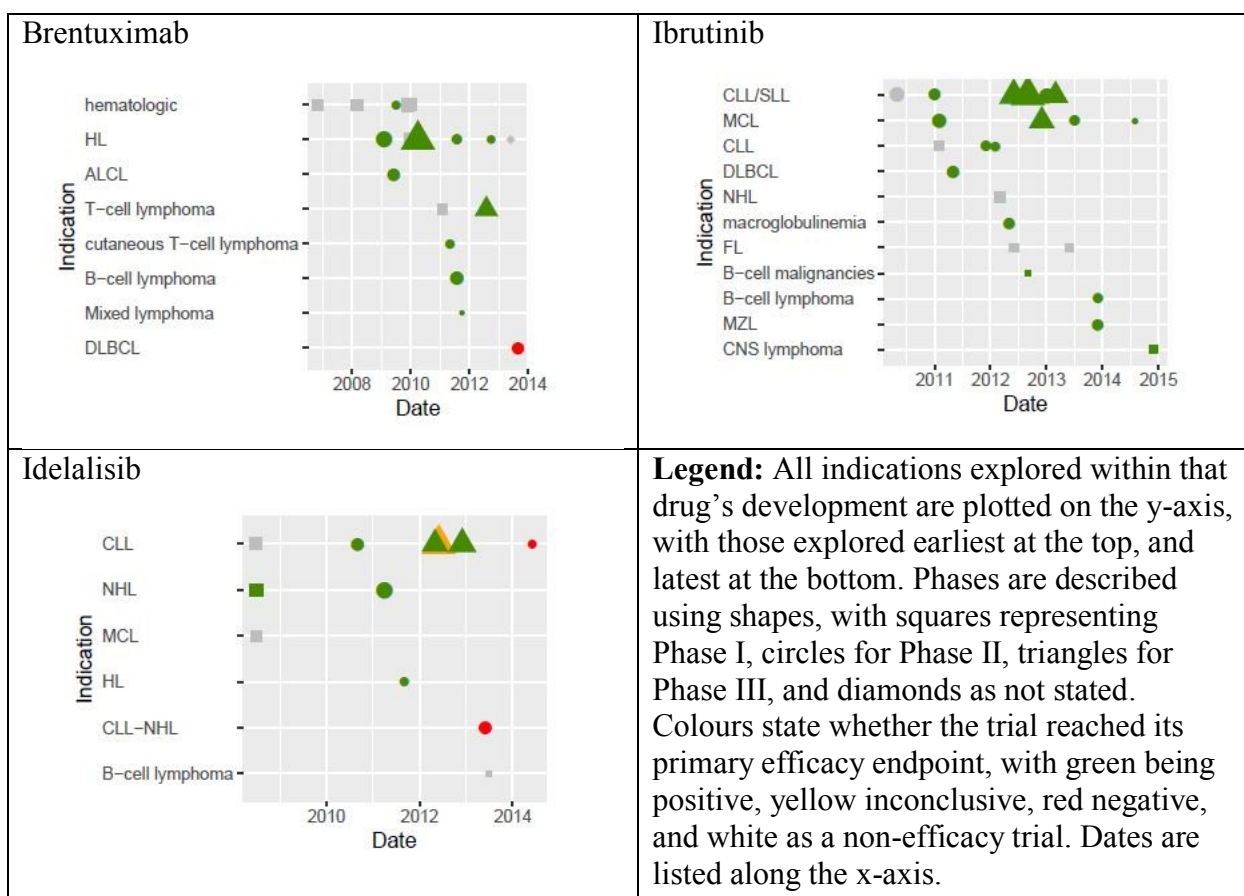 Brentuximab
hematologic
HL
ALCL
T-cell lymphoma
cutaneous T-cell lymphoma
B-cell lymphoma
Mixed lymphoma
DLBCL
Indication
2008 2010 2012 2014
Date
Ibrutinib
CLL/SLL
MCL
CLL
DLBCL
NHL
macroglobulinemia
FL
B-cell malignancies
B-cell lymphoma
MZL
CNS lymphoma
Indication
2011 2012 2013 2014 2015
Date
Idelalisib
CLL
NHL
MCL
HL
CLL-NHL
B-cell lymphoma
Indication
2010 2012 2014
Date
Legend: All indications explored within that
drug’s development are plotted on the y-axis,
with those explored earliest at the top, and
latest at the bottom. Phases are described
using shapes, with squares representing
Phase I, circles for Phase II, triangles for
Phase III, and diamonds as not stated.
Colours state whether the trial reached its
primary efficacy endpoint, with green being
positive, yellow inconclusive, red negative,
and white as a non-efficacy trial. Dates are
listed along the x-axis.